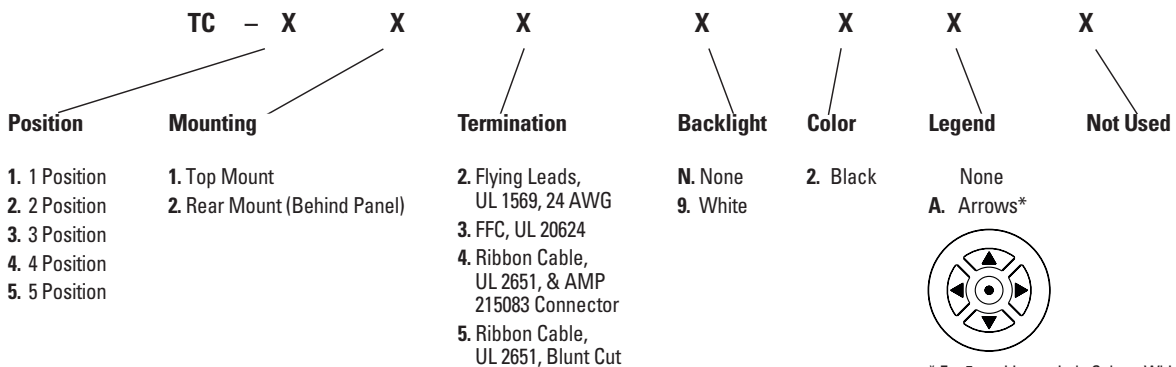 TC – X X X X X X X
Position Mounting Termination Backlight Color Legend Not Used
1. 1 Position
2. 2 Position
3. 3 Position
4. 4 Position
5. 5 Position
1. Top Mount
2. Rear Mount (Behind Panel)
2. Flying Leads,
UL 1569, 24 AWG
3. FFC, UL 20624
4. Ribbon Cable,
UL 2651, & AMP
215083 Connector
5. Ribbon Cable,
UL 2651, Blunt Cut
N. None
9. White
2. Black
None
A. Arrows*